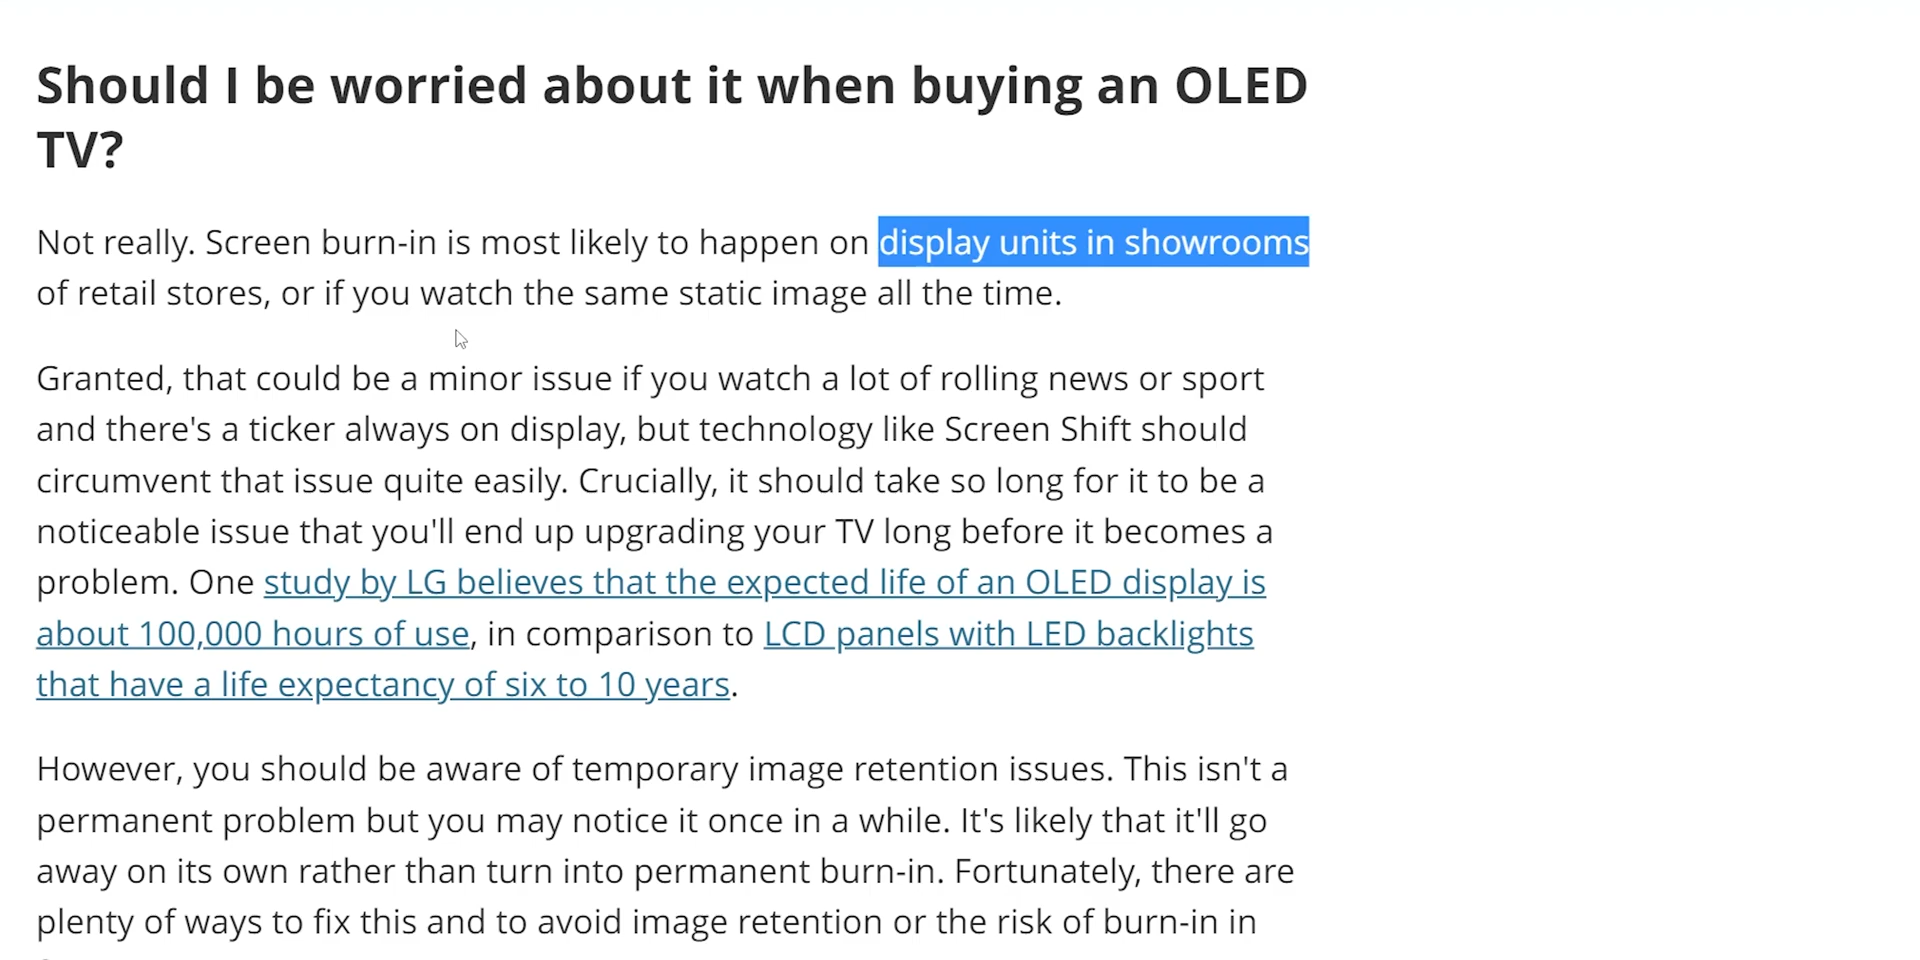 Should I be worried about it when buying an OLED
TV?
Not really. Screen burn-in is most likely to happen on display units in showrooms
of retail stores, or if you watch the same static image all the time.
Granted, that could be a minor issue if you watch a lot of rolling news or sport
and there's a ticker always on display, but technology like Screen Shift should
circumvent that issue quite easily. Crucially, it should take so long for it to be a
noticeable issue that you'll end up upgrading your TV long before it becomes a
problem. One study by LG believes that the expected life of an OLED display is
about 100,000 hours of use, in comparison to LCD panels with LED backlights
that have a life expectancy of six to 10 years.
However, you should be aware of temporary image retention issues. This isn't a
permanent problem but you may notice it once in a while. It's likely that it'll go
away on its own rather than turn into permanent burn-in. Fortunately, there are
plenty of ways to fix this and to avoid image retention or the risk of burn-in in